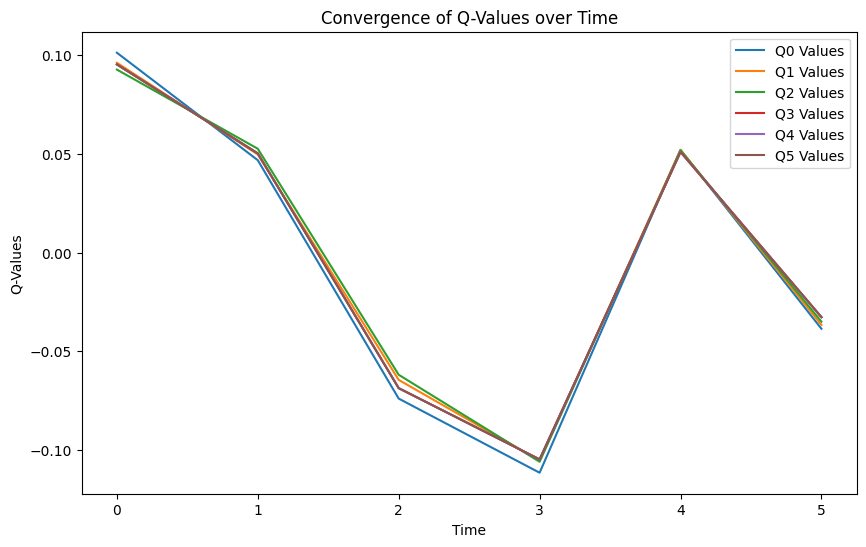 Convergence of Q-Values over Time
Q0 Values
Q1 Values
Q2 Values
Q3 Values
Q4 Values
Q5 Values
0.10
0.05
0.00
−0.05
−0.10
Q-Values
0 1 2 3 4 5
Time